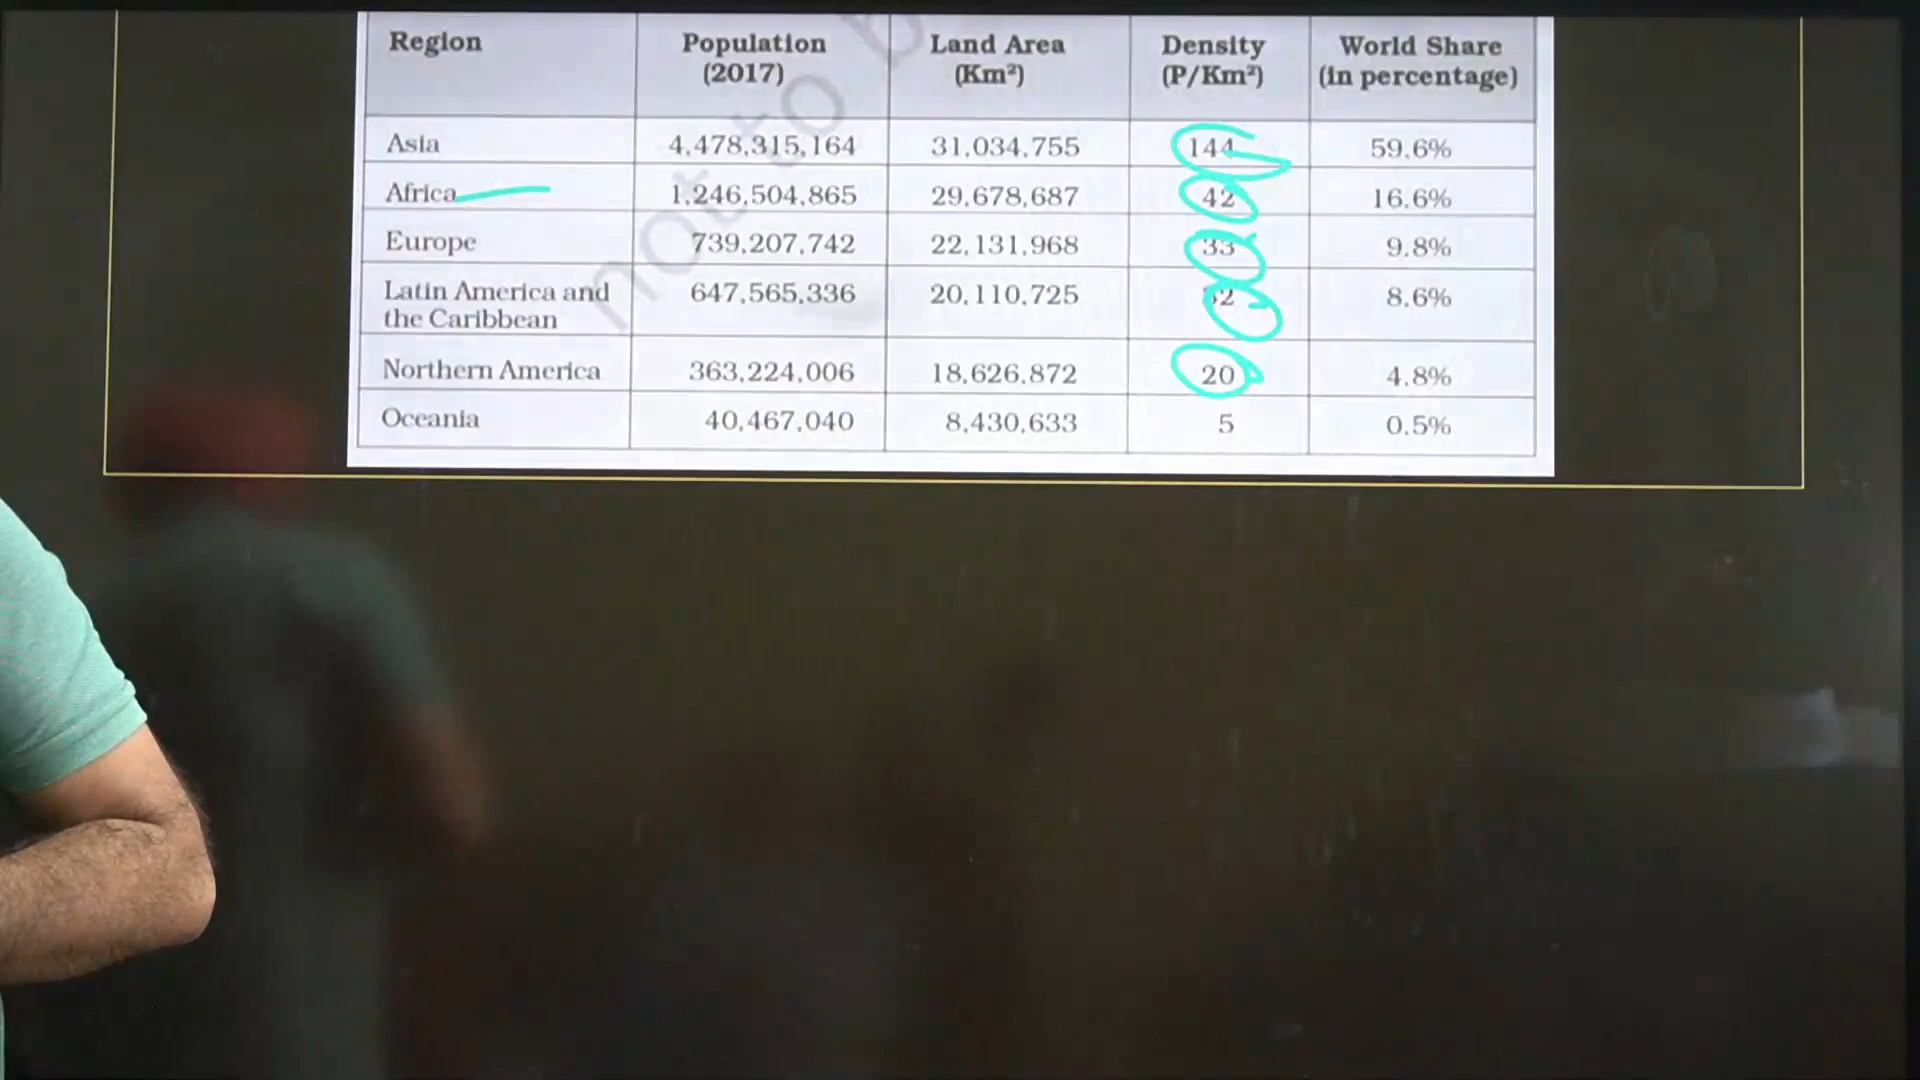 Region Population Land Area Density World Share
(2017) (Km²) (P/Km²) (in percentage)
Asia 4,478,315,164 31,034,755 144 59.6%
Africa 1,246,504,865 29,678,687 42 16.6%
Europe 739,207,742 22,131,968 33 9.8%
Latin America and 647,565,336 20,110,725 32 8.6%
the Caribbean
Northern America 363,224,006 18,626,872 20 4.8%
Oceania 40,467,040 8,430,633 5 0.5%
not to b